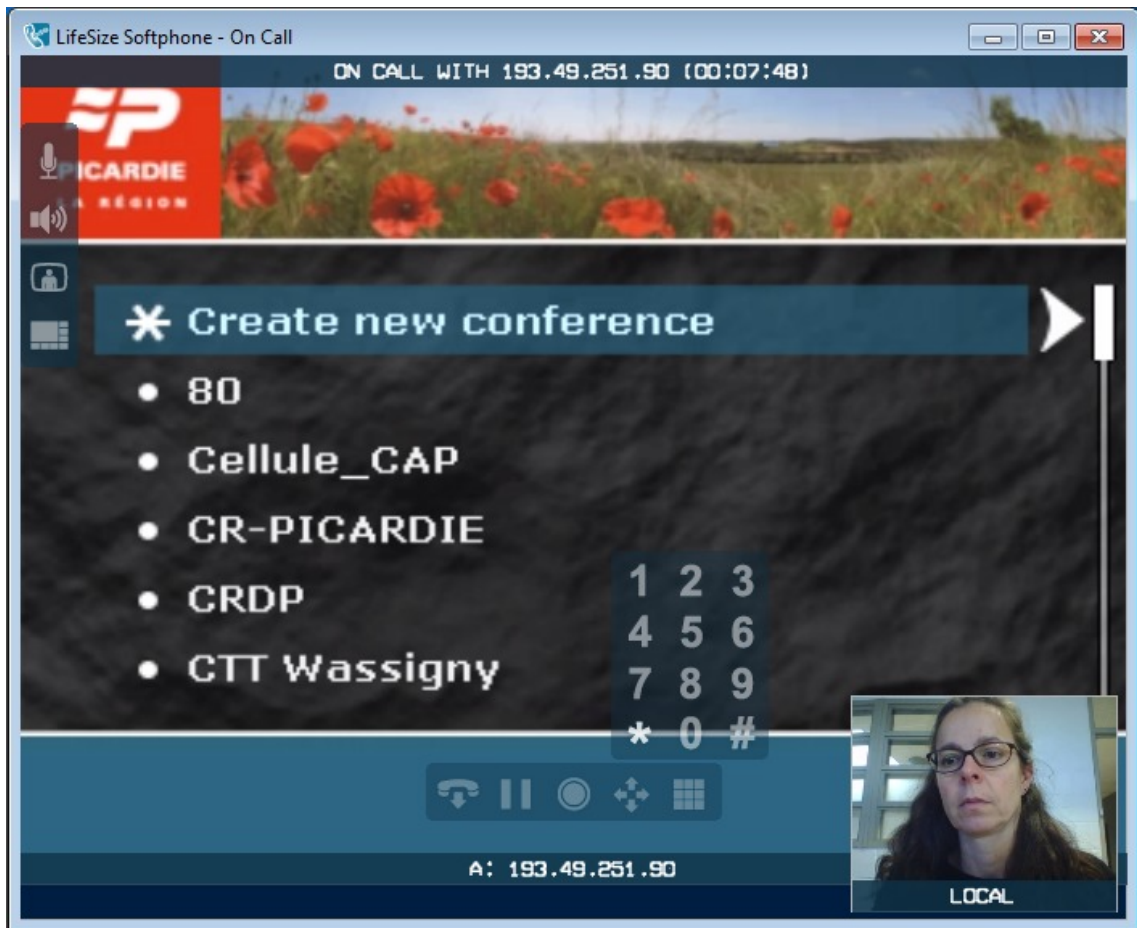 LifeSize Softphone - On Call
ON CALL WITH 193.49.251.90 (00:07:48)
PICARDIE
LA RÉGION
* Create new conference
• 80
• Cellule_CAP
• CR-PICARDIE
• CRDP
• CTT Wassigny
1 2 3
4 5 6
7 8 9
* 0 #
A: 193.49.251.90
LOCAL